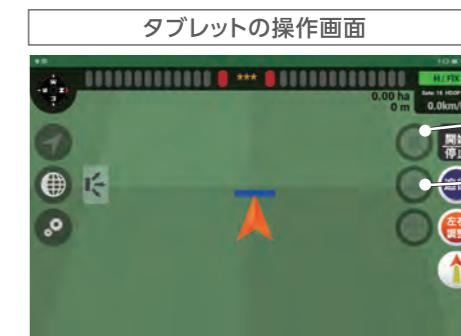 タブレットの操作画面
***
H/FIX
0.00 ha
0 m
0.0km/
開始
停止
左右
調整